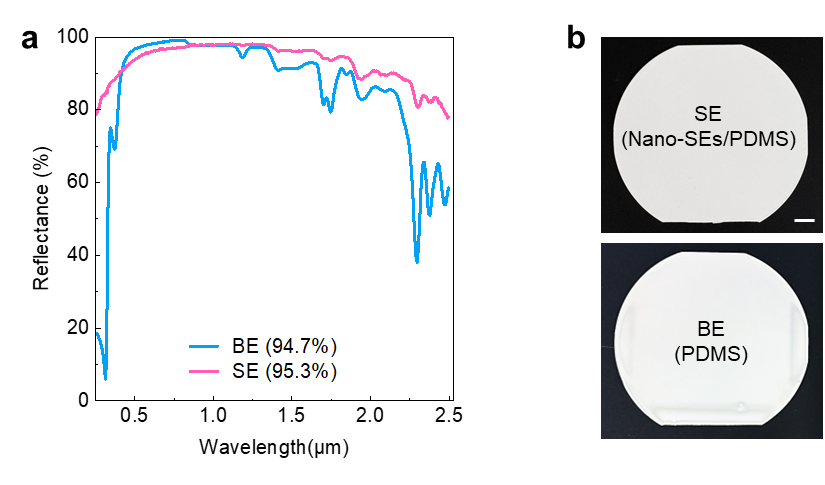 a
100
80
60
40
20
0
Reflectance (%)
BE (94.7%)
SE (95.3%)
0.5 1.0 1.5 2.0 2.5
Wavelength(μm)
b
SE
(Nano-SEs/PDMS)
BE
(PDMS)